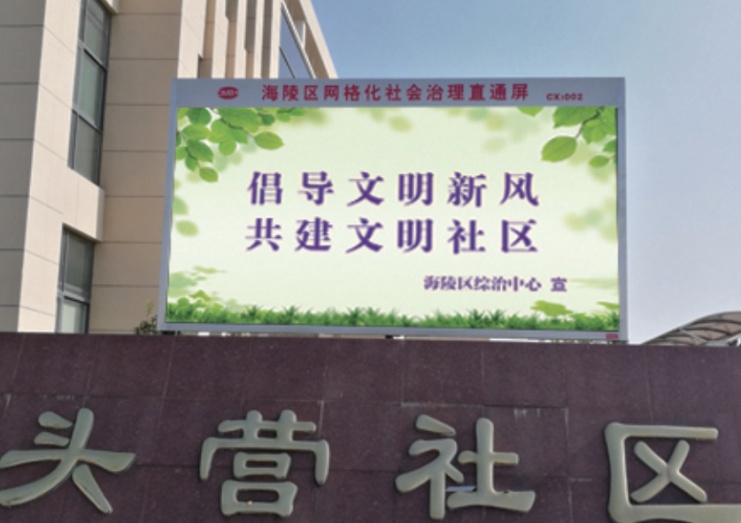 海陵区网格化社会治理直通屏 CX:002
倡导文明新风
共建文明社区
海陵区综治中心 宣
头营社区